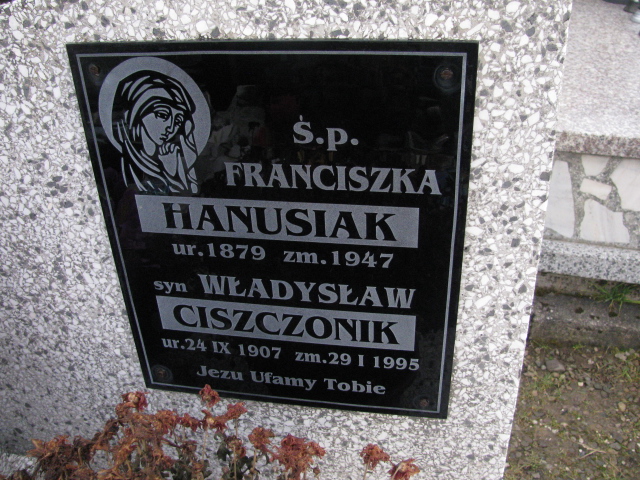 Ś.p.
FRANCISZKA
HANUSIAK
ur.1879 zm.1947
syn WŁADYSŁAW
CISZCZONIK
ur.24 IX 1907 zm.29 I 1995
Jezu Ufamy Tobie